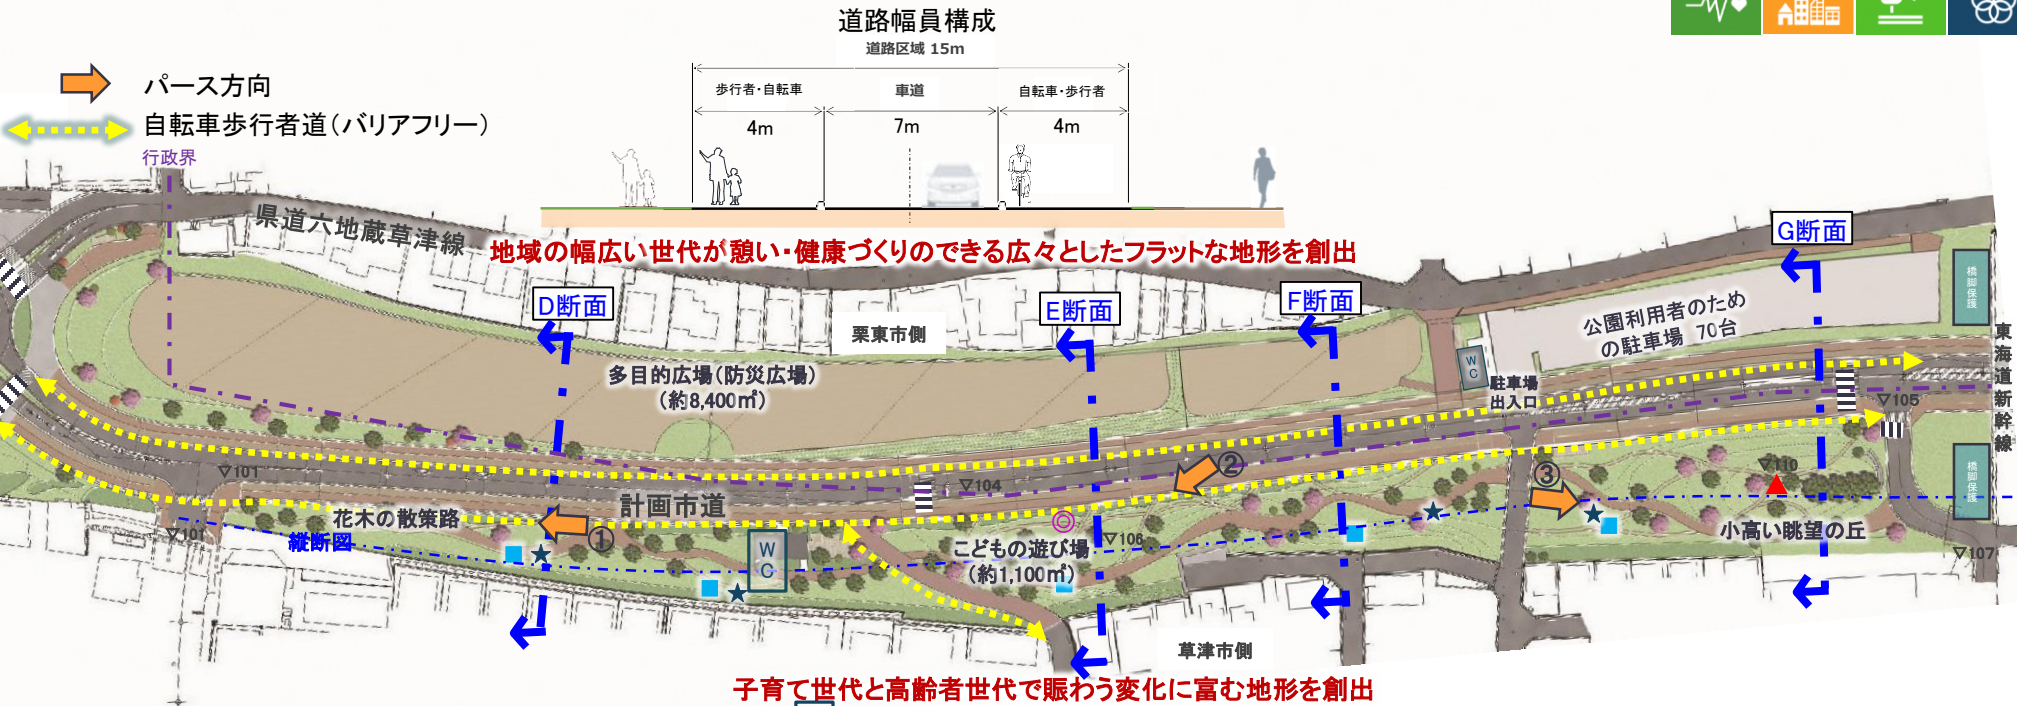 道路幅員構成
道路区域 15m
歩行者・自転車
車道
自転車・歩行者
4m
7m
4m
パース方向
自転車歩行者道(バリアフリー)
行政界
県道六地蔵草津線
地域の幅広い世代が憩い・健康づくりのできる広々としたフラットな地形を創出
D断面
E断面
F断面
G断面
栗東市側
多目的広場(防災広場)
(約8,400㎡)
公園利用者のため
の駐車場 70台
WC
駐車場
出入口
橋脚保護
東海道新幹線
橋脚保護
▽105
▽101
▽104
②
③
▽110
計画市道
花木の散策路
①
▽101
縦断図
WC
こどもの遊び場
(約1,100㎡)
▽106
小高い眺望の丘
▽107
草津市側
子育て世代と高齢者世代で賑わう変化に富む地形を創出